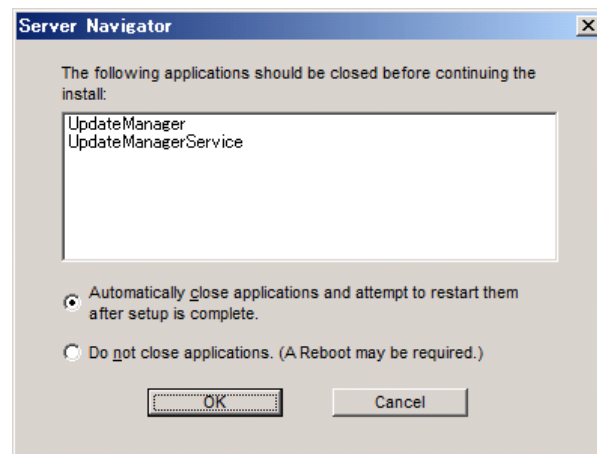 Server Navigator
The following applications should be closed before continuing the
install:
UpdateManager
UpdateManagerService
Automatically close applications and attempt to restart them
after setup is complete.
Do not close applications. (A Reboot may be required.)
OK
Cancel